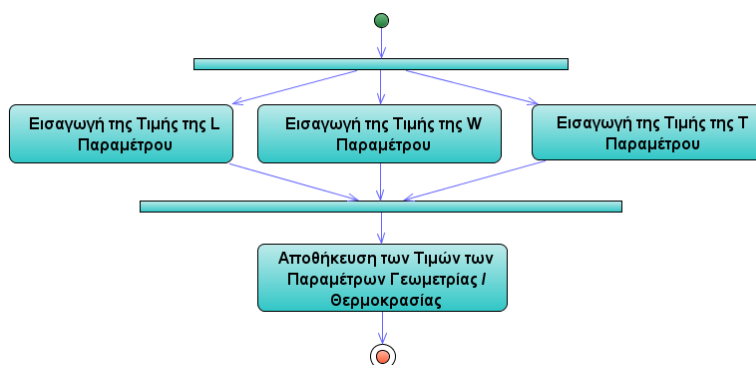 Εισαγωγή της Τιμής της L
Παραμέτρου
Εισαγωγή της Τιμής της W
Παραμέτρου
Εισαγωγή της Τιμής της T
Παραμέτρου
Αποθήκευση των Τιμών των
Παραμέτρων Γεωμετρίας /
Θερμοκρασίας